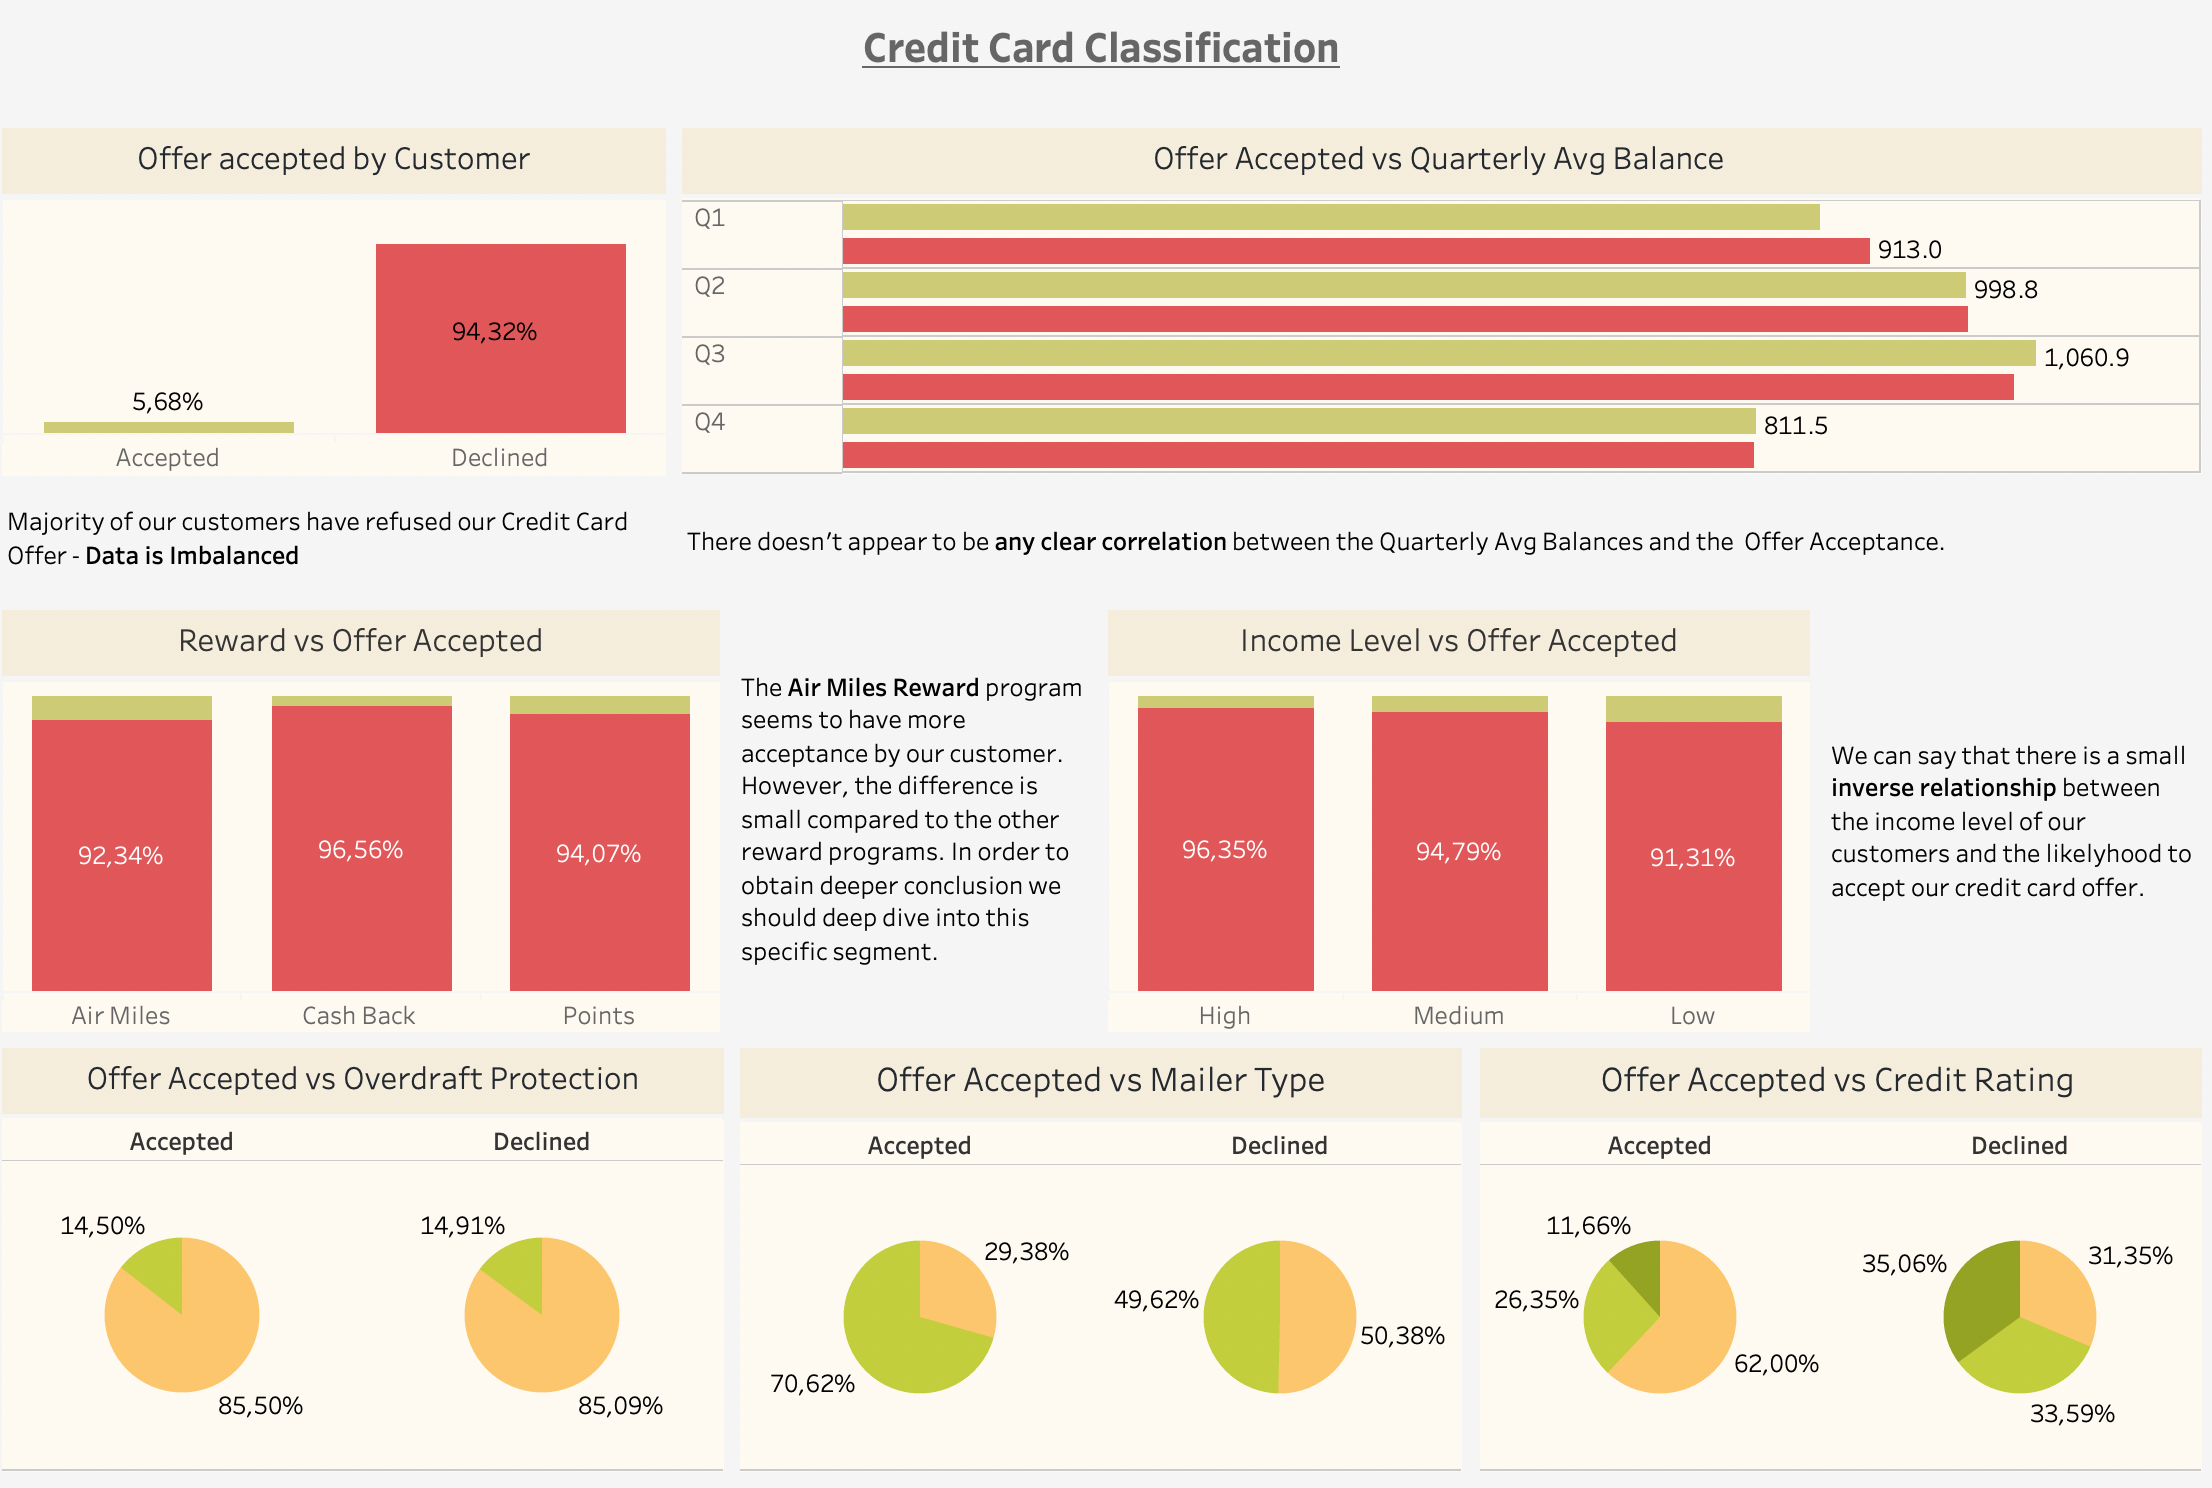 Credit Card Classification
Offer accepted by Customer
94,32%
5,68%
Accepted
Declined
Majority of our customers have refused our Credit Card
Offer - Data is Imbalanced
Offer Accepted vs Quarterly Avg Balance
Q1
913.0
Q2
998.8
Q3
1,060.9
Q4
811.5
There doesn't appear to be any clear correlation between the Quarterly Avg Balances and the Offer Acceptance.
Reward vs Offer Accepted
92,34%
96,56%
94,07%
Air Miles
Cash Back
Points
The Air Miles Reward program
seems to have more
acceptance by our customer.
However, the difference is
small compared to the other
reward programs. In order to
obtain deeper conclusion we
should deep dive into this
specific segment.
Income Level vs Offer Accepted
96,35%
94,79%
91,31%
High
Medium
Low
We can say that there is a small
inverse relationship between
the income level of our
customers and the likelyhood to
accept our credit card offer.
Offer Accepted vs Overdraft Protection
Accepted
Declined
14,50%
85,50%
14,91%
85,09%
Offer Accepted vs Mailer Type
Accepted
Declined
29,38%
70,62%
49,62%
50,38%
Offer Accepted vs Credit Rating
Accepted
Declined
11,66%
26,35%
62,00%
35,06%
31,35%
33,59%